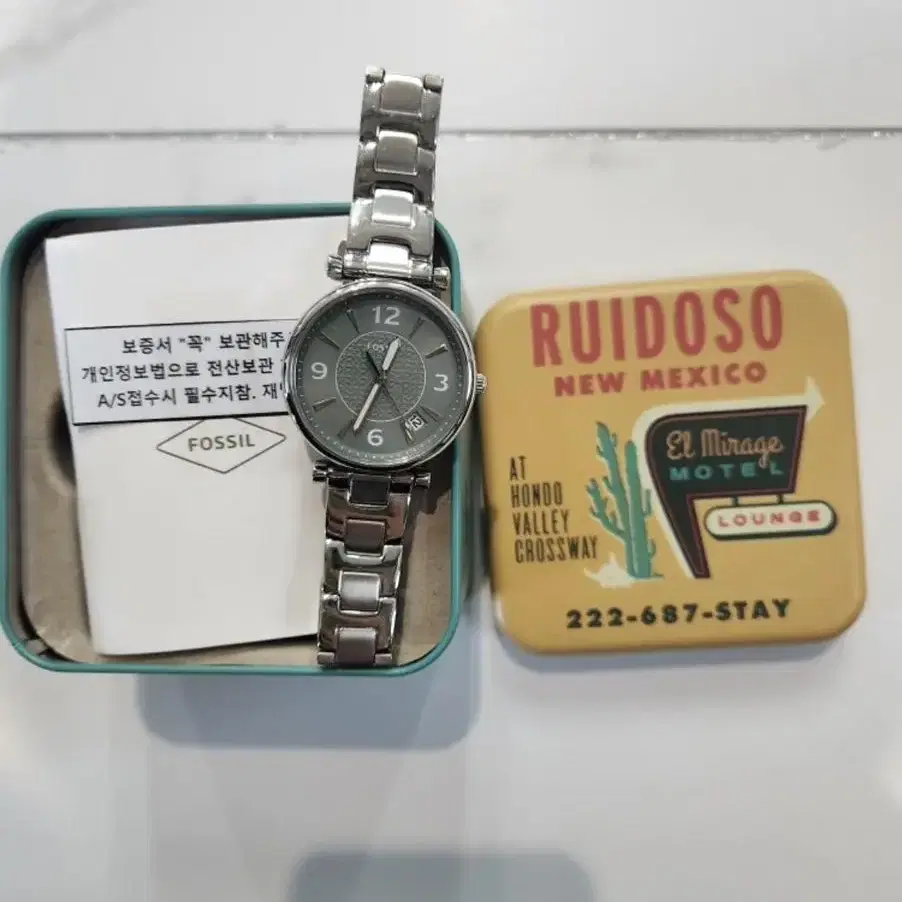 보증서 "꼭" 보관해주
개인정보법으로 전산보관
A/S접수시 필수지참. 재
FOSSIL
12
FOSSIL
9
3
6
RUIDOSO
NEW MEXICO
El Mirage
MOTEL
LOUNGE
AT
HONDO
VALLEY
CROSSWAY
222-687-STAY